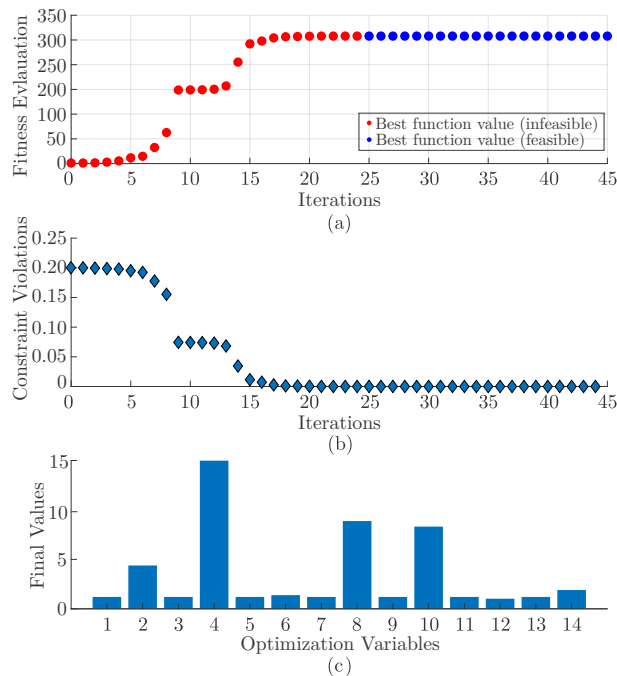 350
300
250
200
100
50
0
Fitness Evlauation
Best function value (infeasible)
Best function value (feasible)
0 5 10 15 20 25 30 35 40 45
Iterations
(a)
0.25
0.20
0.15
0.10
0.05
0
Constraint Violations
0 5 10 15 20 25 30 35 40 45
Iterations
(b)
15
10
5
0
Final Values
1 2 3 4 5 6 7 8 9 10 11 12 13 14
Optimization Variables
(c)